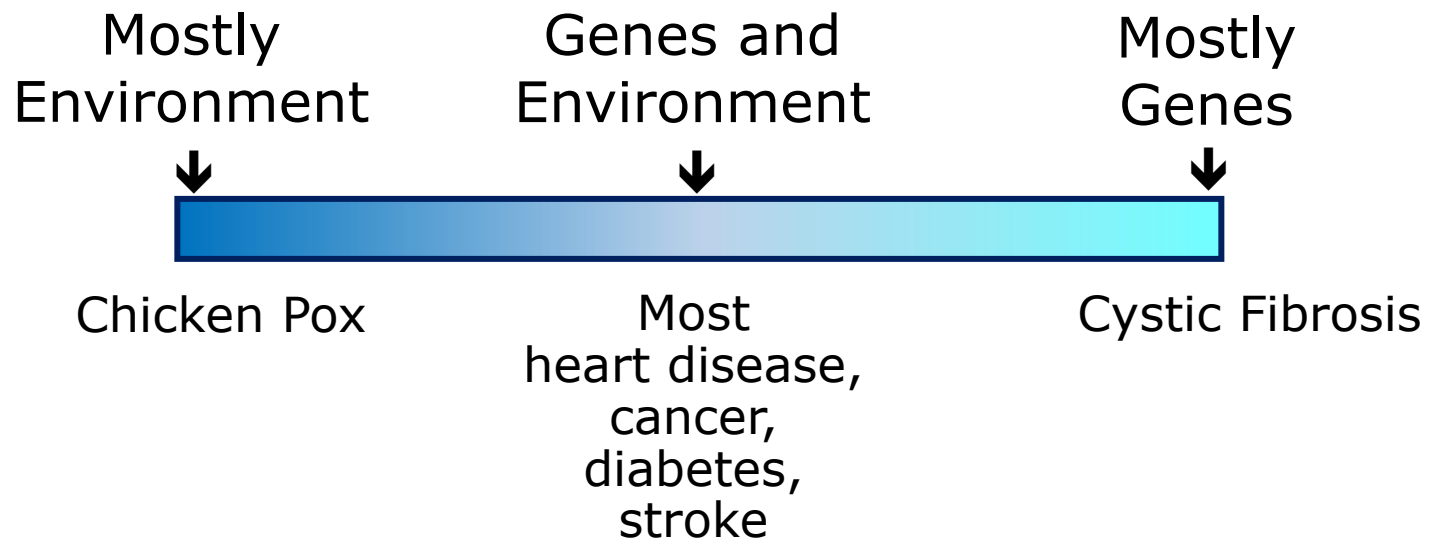 Mostly
Environment
Genes and
Environment
Mostly
Genes
Chicken Pox
Most
heart disease,
cancer,
diabetes,
stroke
Cystic Fibrosis